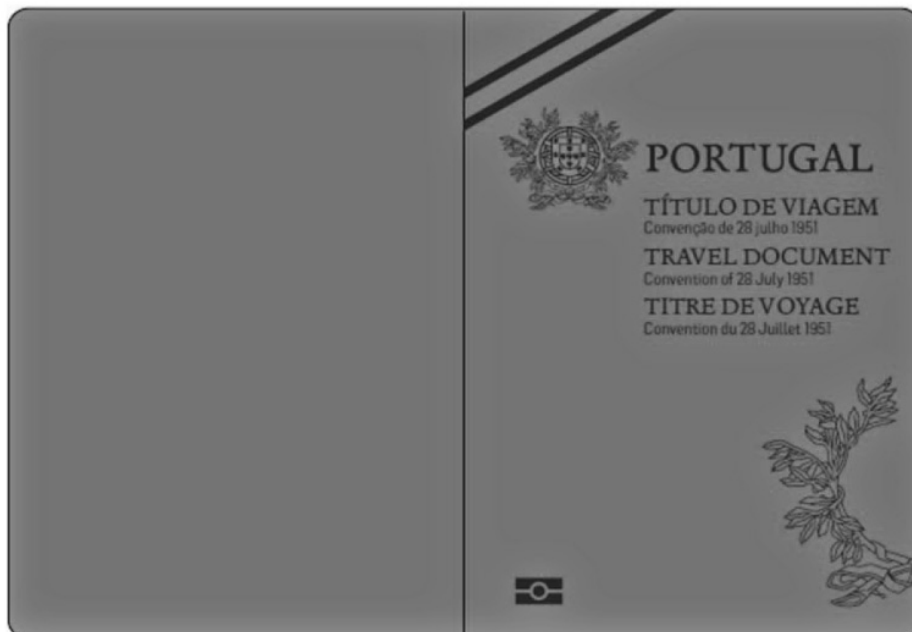 PORTUGAL
TÍTULO DE VIAGEM
Convenção de 28 julho 1951
TRAVEL DOCUMENT
Convention of 28 July 1951
TITRE DE VOYAGE
Convention du 28 Juillet 1951